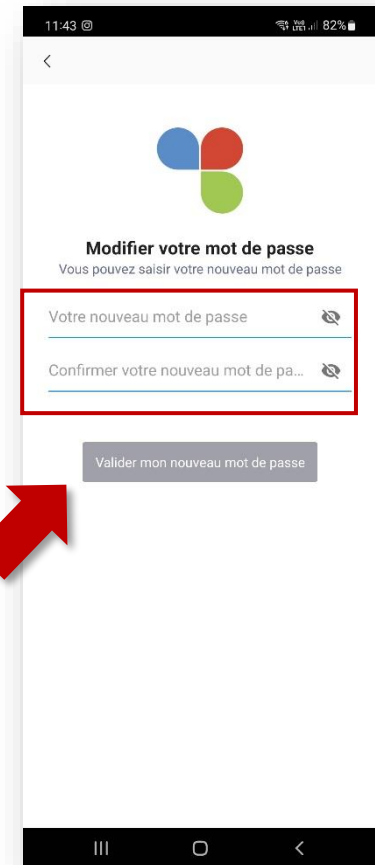 11:43 82%
Modifier votre mot de passe
Vous pouvez saisir votre nouveau mot de passe
Votre nouveau mot de passe
Confirmer votre nouveau mot de pa...
Valider mon nouveau mot de passe